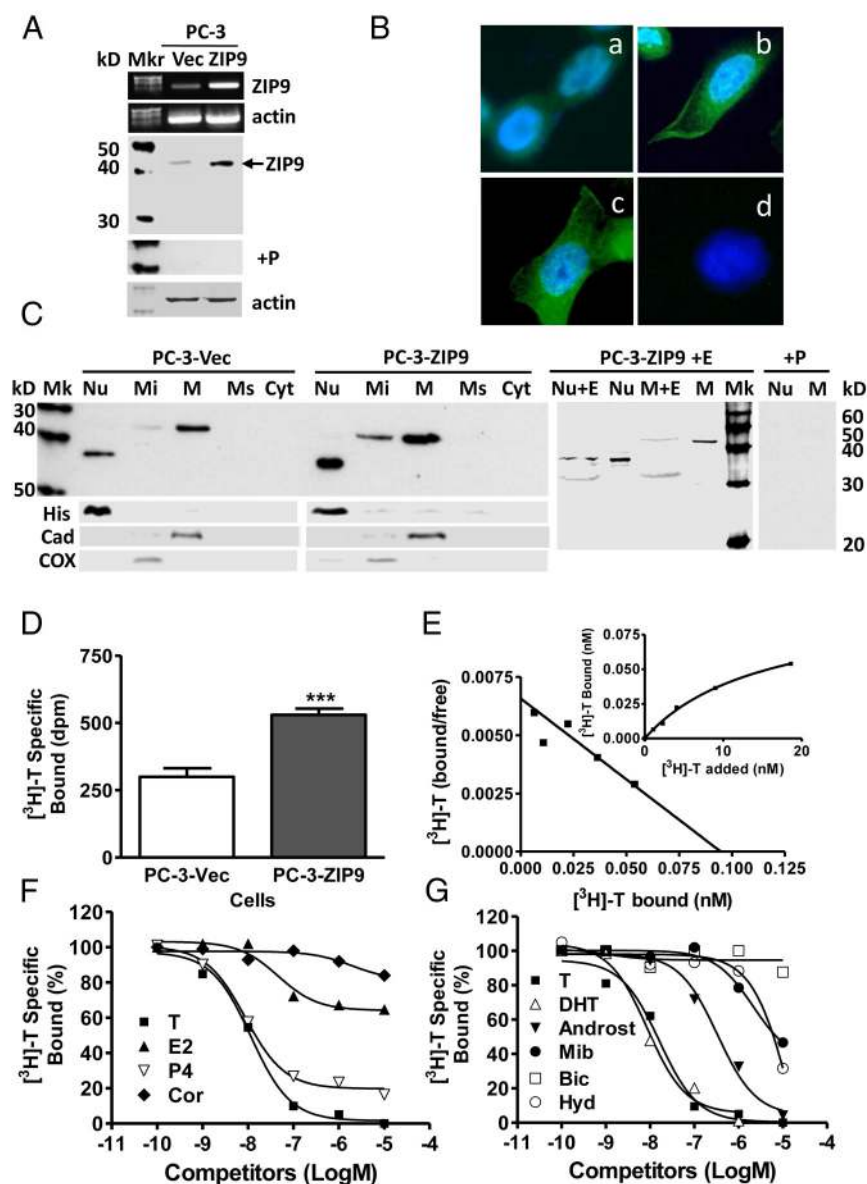 A
PC-3
kD Mkr Vec ZIP9
ZIP9
actin
50
40
ZIP9
30
+P
actin
B
a
b
c
d
C
PC-3-Vec
PC-3-ZIP9
PC-3-ZIP9 +E
+P
kD Mk Nu Mi M Ms Cyt
Nu Mi M Ms Cyt
Nu+E Nu M+E M Mk
Nu M kD
30
40
50
60
50
40
30
20
His
Cad
COX
D
[³H]-T Specific
Bound (dpm)
750
500
250
0
***
PC-3-Vec
PC-3-ZIP9
Cells
E
[³H]-T (bound/free)
0.0075
0.0050
0.0025
0.0000
0.000 0.025 0.050 0.075 0.100 0.125
[³H]-T bound (nM)
[³H]-T Bound (nM)
0.075
0.050
0.025
0.000
0 10 20
[³H]-T added (nM)
F
[³H]-T Specific
Bound (%)
120
100
80
60
40
20
0
T
E2
P4
Cor
-11 -10 -9 -8 -7 -6 -5 -4
Competitors (LogM)
G
[³H]-T Specific
Bound (%)
120
100
80
60
40
20
0
T
DHT
Androst
Mib
Bic
Hyd
-11 -10 -9 -8 -7 -6 -5 -4
Competitors (LogM)